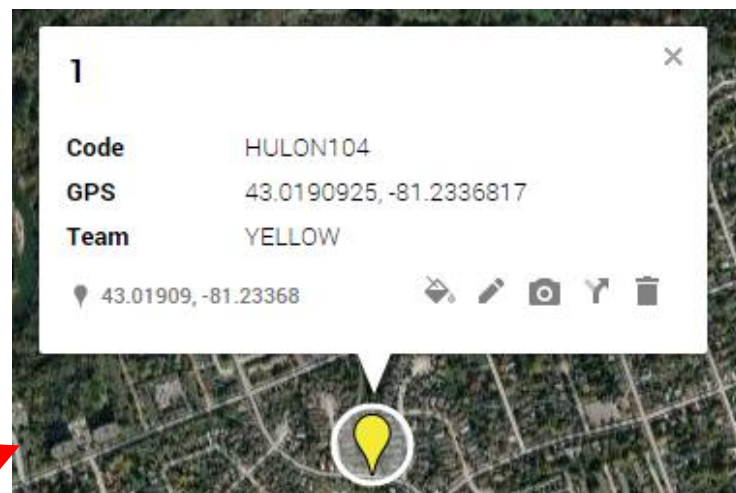 1
Code HULON104
GPS 43.0190925, -81.2336817
Team YELLOW
43.01909, -81.23368